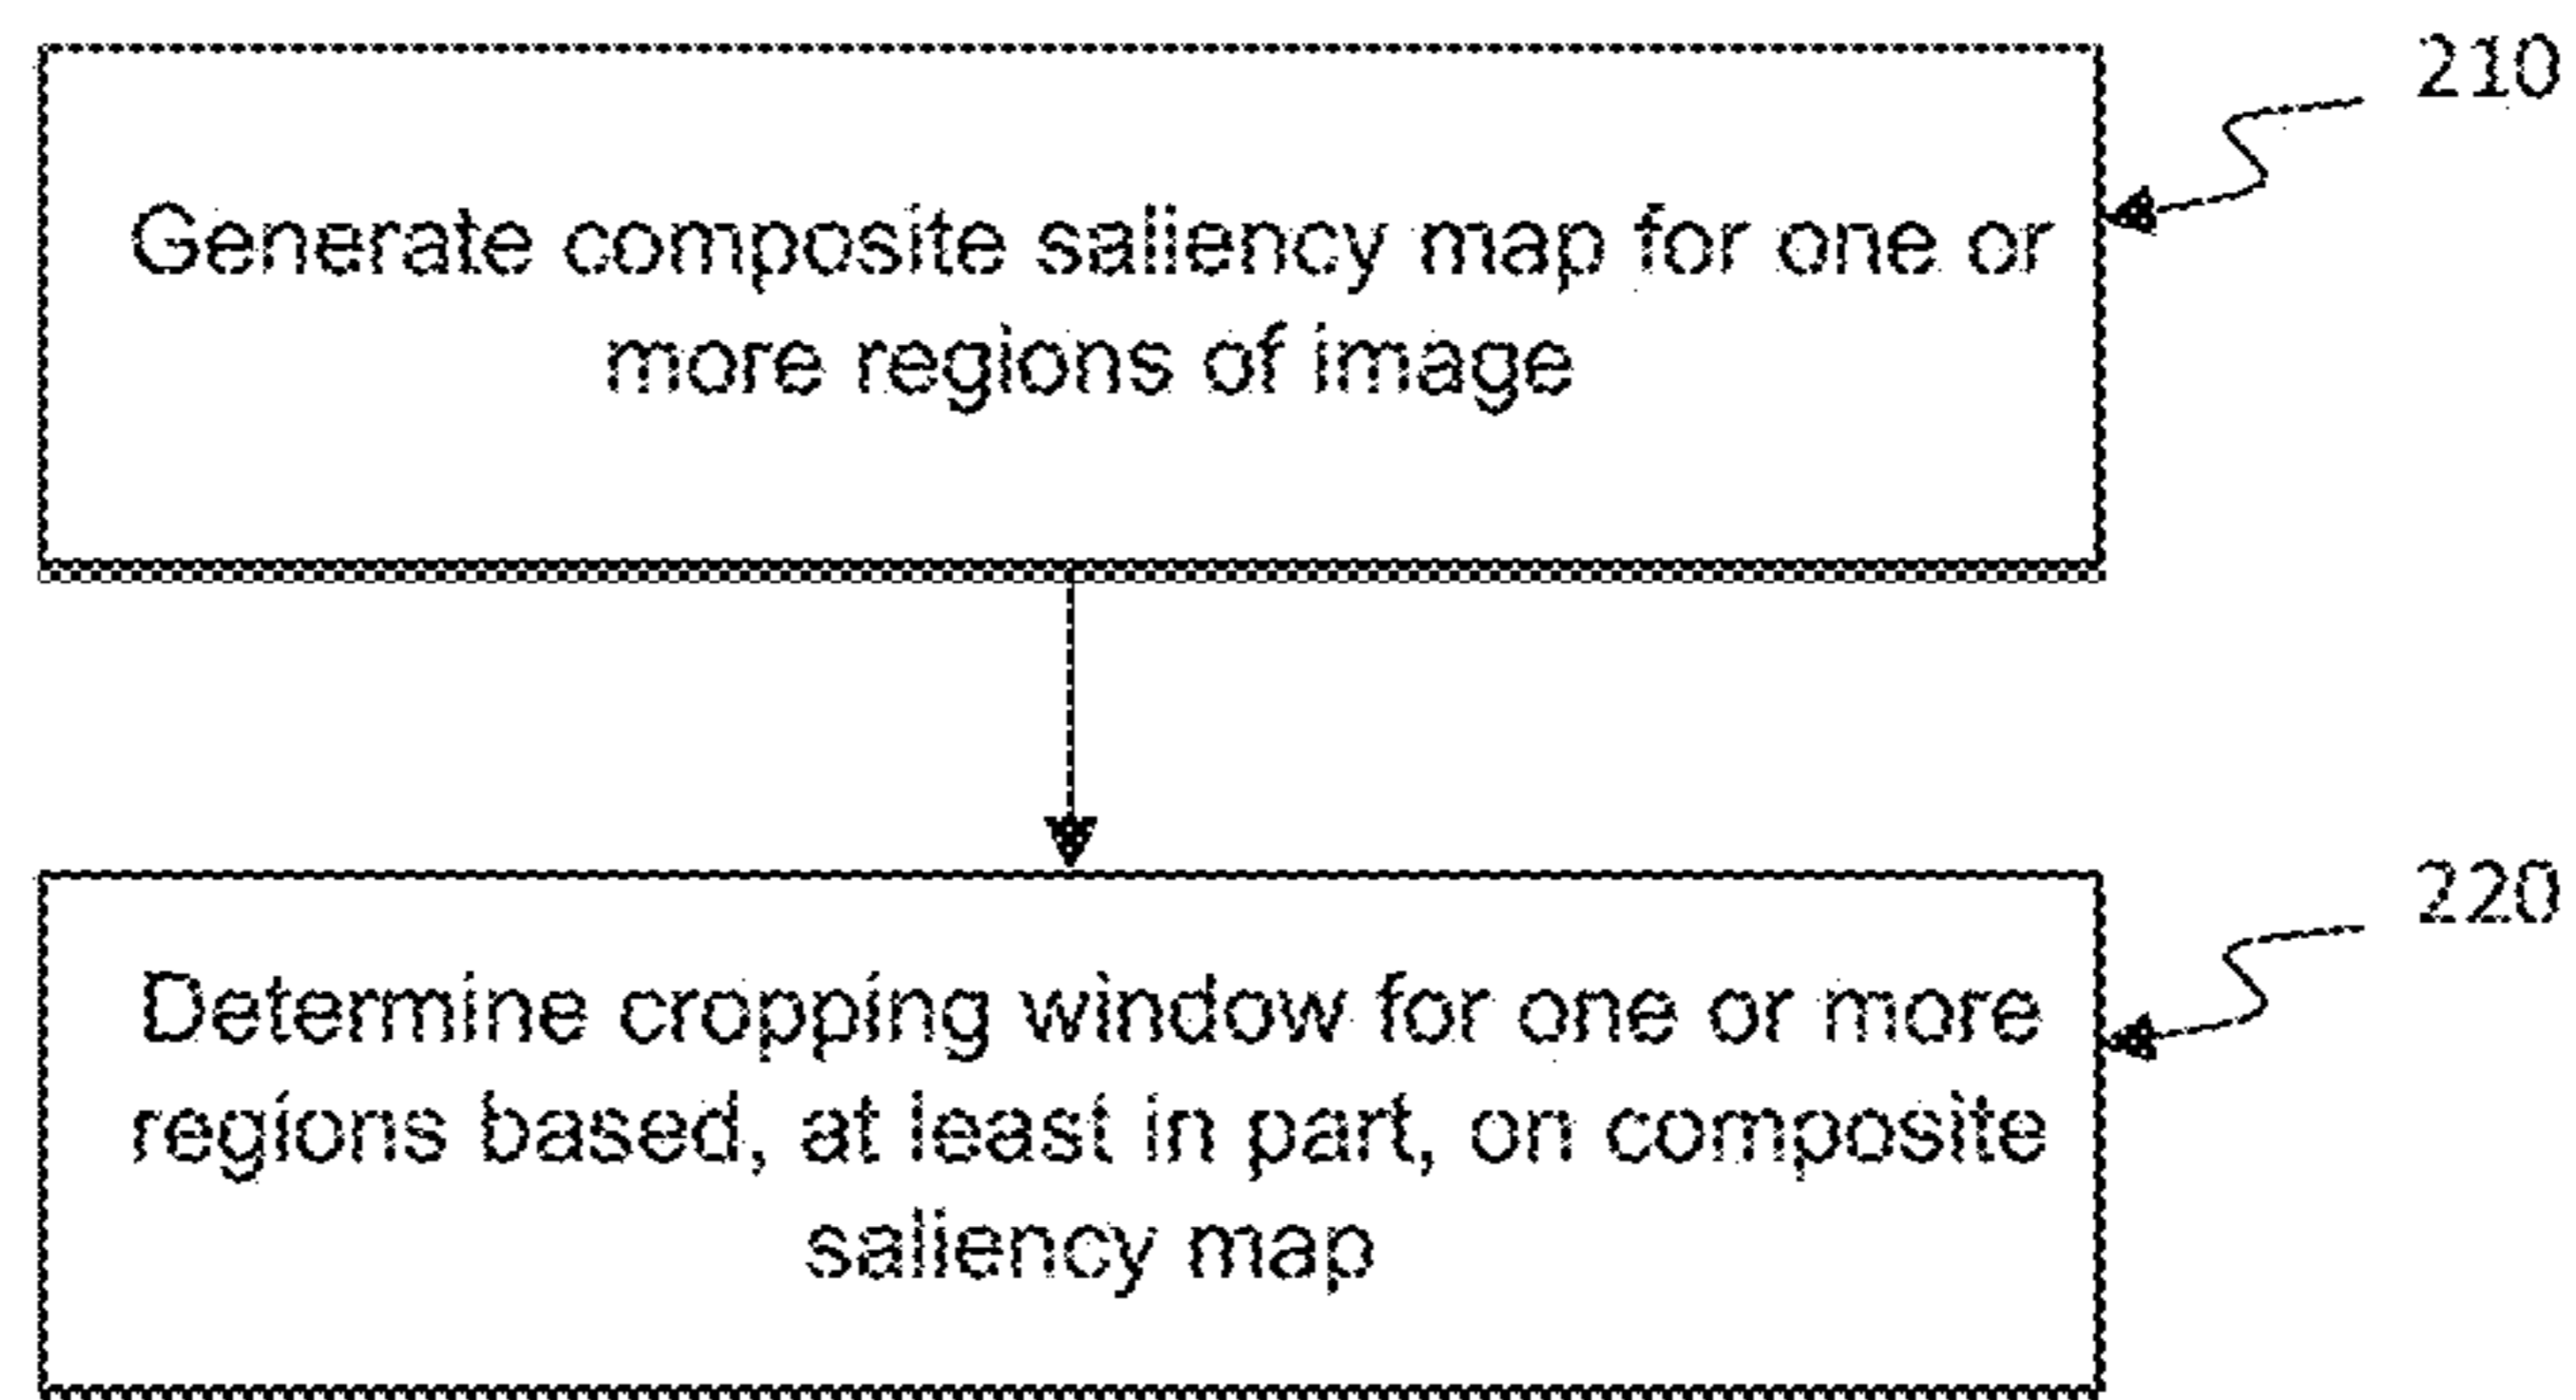 210
Generate composite saliency map for one or
more regions of image
220
Determine cropping window for one or more
regions based, at least in part, on composite
saliency map